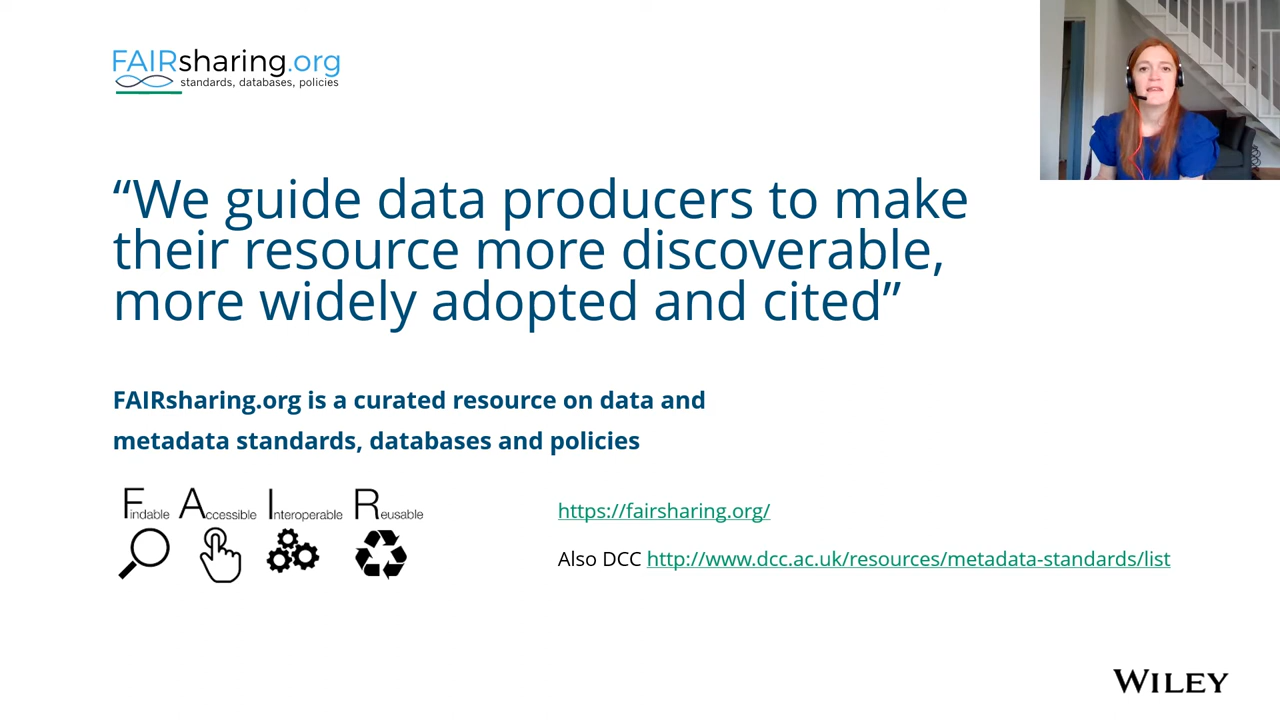 FAIRsharing.org
standards, databases, policies
“We guide data producers to make
their resource more discoverable,
more widely adopted and cited”
FAIRsharing.org is a curated resource on data and
metadata standards, databases and policies
Findable Accessible Interoperable Reusable
https://fairsharing.org/
Also DCC http://www.dcc.ac.uk/resources/metadata-standards/list
WILEY